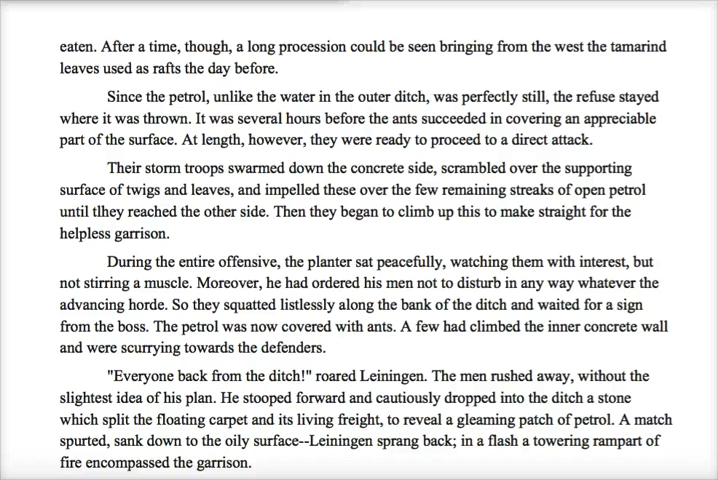 eaten. After a time, though, a long procession could be seen bringing from the west the tamarind
leaves used as rafts the day before.
Since the petrol, unlike the water in the outer ditch, was perfectly still, the refuse stayed
where it was thrown. It was several hours before the ants succeeded in covering an appreciable
part of the surface. At length, however, they were ready to proceed to a direct attack.
Their storm troops swarmed down the concrete side, scrambled over the supporting
surface of twigs and leaves, and impelled these over the few remaining streaks of open petrol
until tlhey reached the other side. Then they began to climb up this to make straight for the
helpless garrison.
During the entire offensive, the planter sat peacefully, watching them with interest, but
not stirring a muscle. Moreover, he had ordered his men not to disturb in any way whatever the
advancing horde. So they squatted listlessly along the bank of the ditch and waited for a sign
from the boss. The petrol was now covered with ants. A few had climbed the inner concrete wall
and were scurrying towards the defenders.
"Everyone back from the ditch!" roared Leiningen. The men rushed away, without the
slightest idea of his plan. He stooped forward and cautiously dropped into the ditch a stone
which split the floating carpet and its living freight, to reveal a gleaming patch of petrol. A match
spurted, sank down to the oily surface--Leiningen sprang back; in a flash a towering rampart of
fire encompassed the garrison.